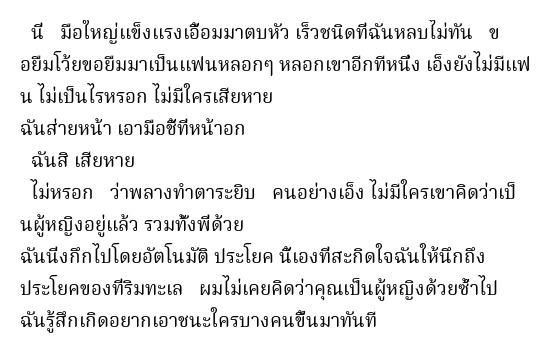 นี่ มือใหญ่แข็งแรงเอื้อมมาตบหัว เร็วชนิดที่ฉันหลบไม่ทัน ข
อยืมโว้ยขอยืมมาเป็นแฟนหลอกๆ หลอกเขาอีกทีหนึ่ง เอ็งยังไม่มีแฟ
น ไม่เป็นไรหรอก ไม่มีใครเสียหาย
ฉันส่ายหน้า เอามือชี้ที่หน้าอก
ฉันสิ เสียหาย
ไม่หรอก ว่าพลางทำตาระยิบ คนอย่างเอ็ง ไม่มีใครเขาคิดว่าเป็
นผู้หญิงอยู่แล้ว รวมทั้งพี่ด้วย
ฉันนิ่งกึกไปโดยอัตโนมัติ ประโยค นี้เองที่สะกิดใจฉันให้นึกถึง
ประโยคของที่ริมทะเล ผมไม่เคยคิดว่าคุณเป็นผู้หญิงด้วยซ้ำไป
ฉันรู้สึกเกิดอยากเอาชนะใครบางคนขึ้นมาทันที